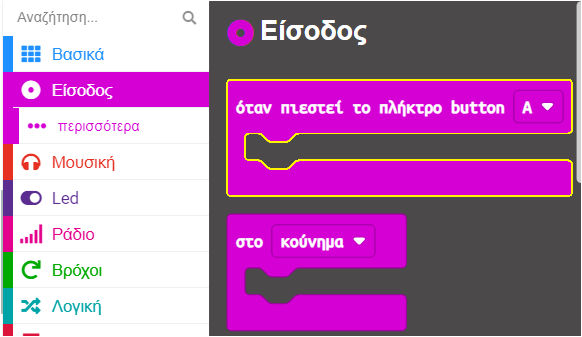 Αναζήτηση...
Βασικά
Είσοδος
περισσότερα
Μουσική
Led
Ράδιο
Βρόχοι
Λογική
Είσοδος
όταν πιεστεί το πλήκτρο button A
στο κούνημα